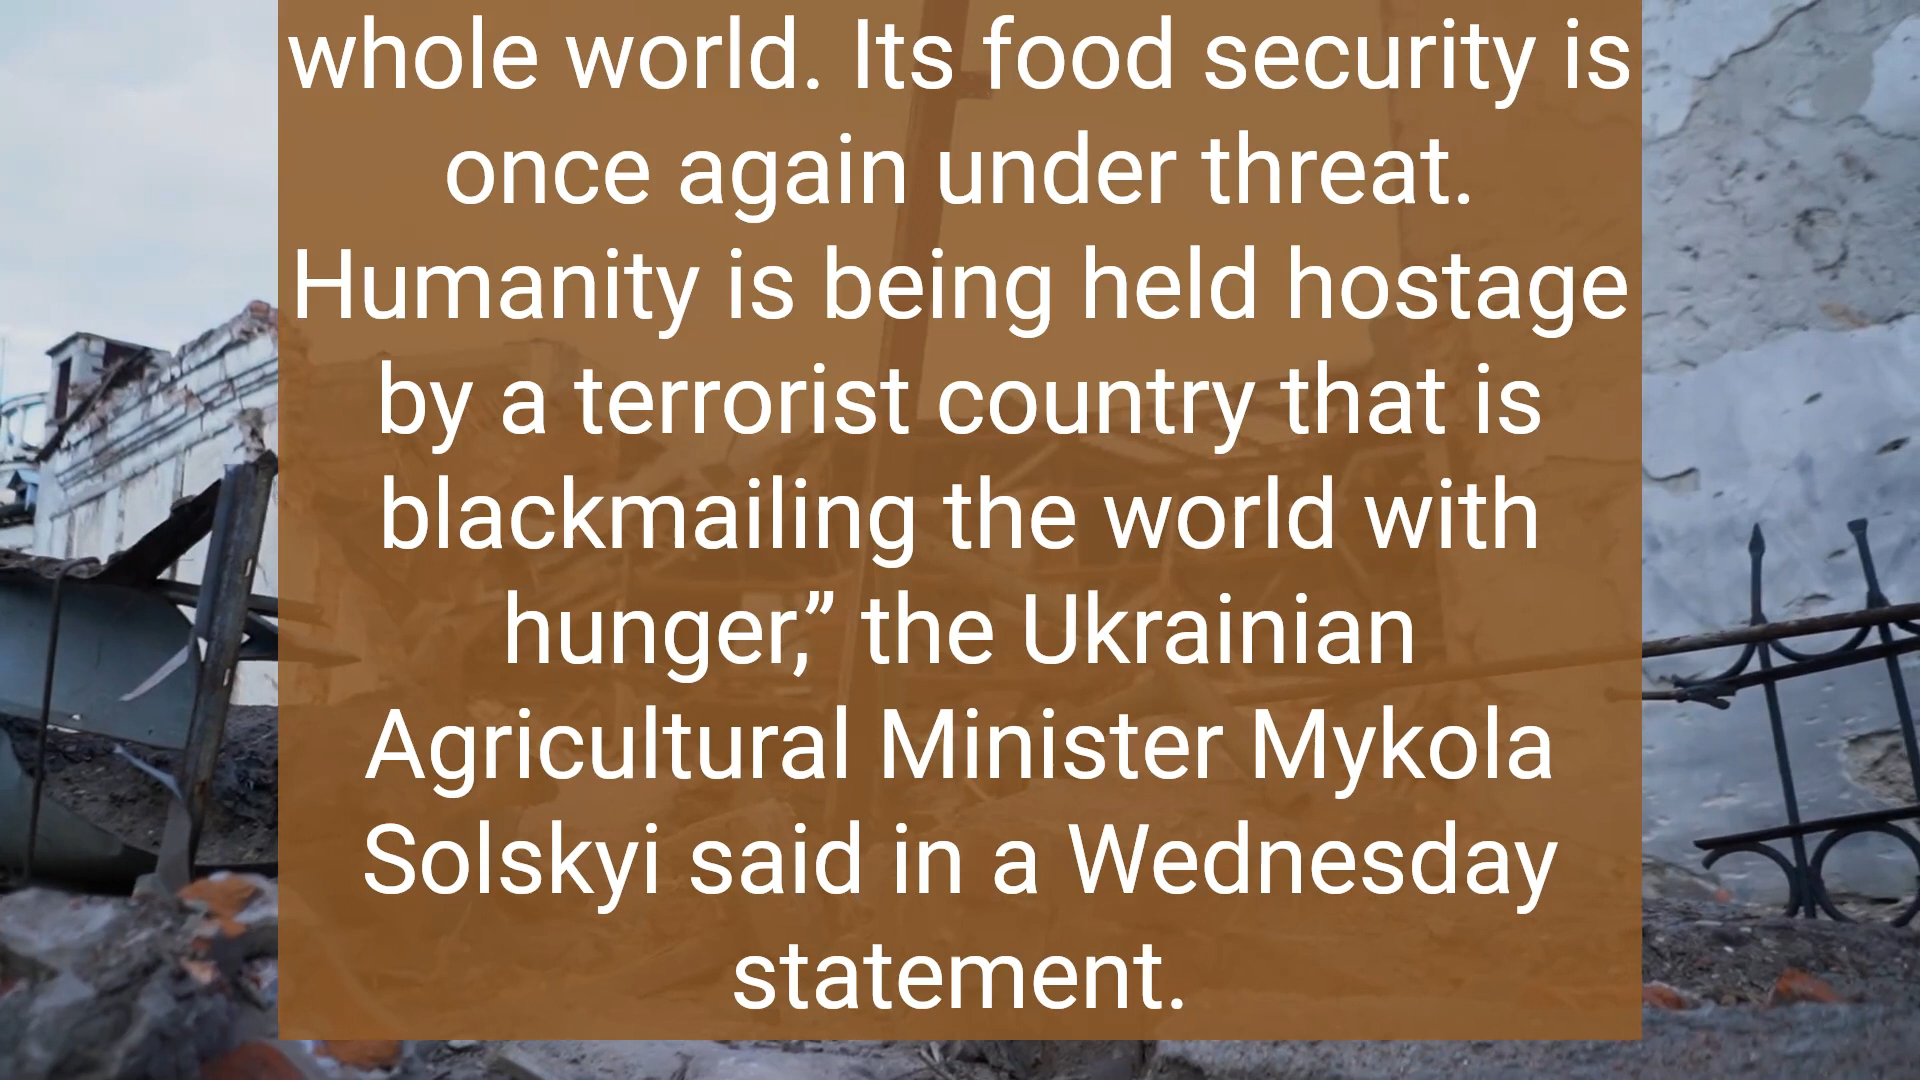 whole world. Its food security is
once again under threat.
Humanity is being held hostage
by a terrorist country that is
blackmailing the world with
hunger,” the Ukrainian
Agricultural Minister Mykola
Solskyi said in a Wednesday
statement.